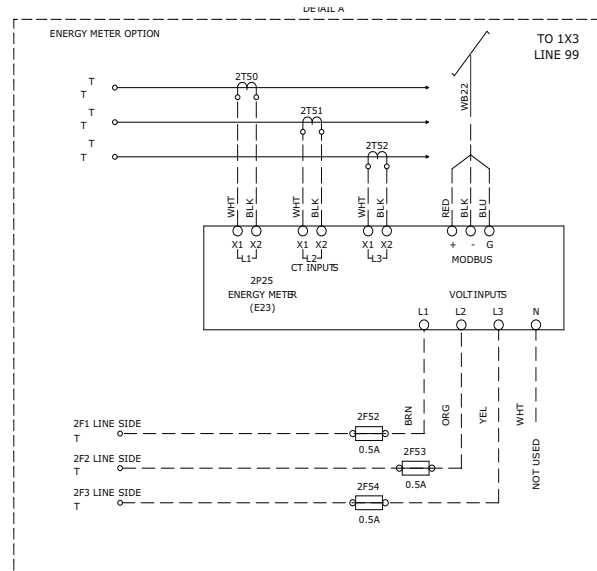 DETAIL A
ENERGY METER OPTION
TO 1X3
LINE 99
T
T
2T50
WB22
T
T
2T51
T
T
2T52
WHT
BLK
WHT
BLK
WHT
BLK
RED
BLK
BLU
X1 X2
X1 X2
X1 X2
+ - G
L1
L2
L3
CT INPUTS
MODBUS
2P25
ENERGY METER
(E23)
VOLT INPUTS
L1 L2 L3 N
BRN
ORG
YEL
WHT
NOT USED
2F1 LINE SIDE
T
2F52
0.5A
2F2 LINE SIDE
T
2F53
0.5A
2F3 LINE SIDE
T
2F54
0.5A